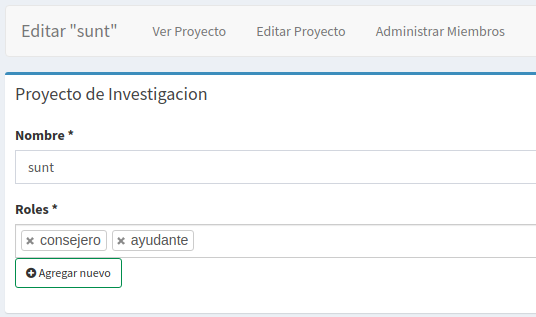 Editar "sunt" Ver Proyecto Editar Proyecto Administrar Miembros
Proyecto de Investigacion
Nombre *
sunt
Roles *
× consejero × ayudante
Agregar nuevo